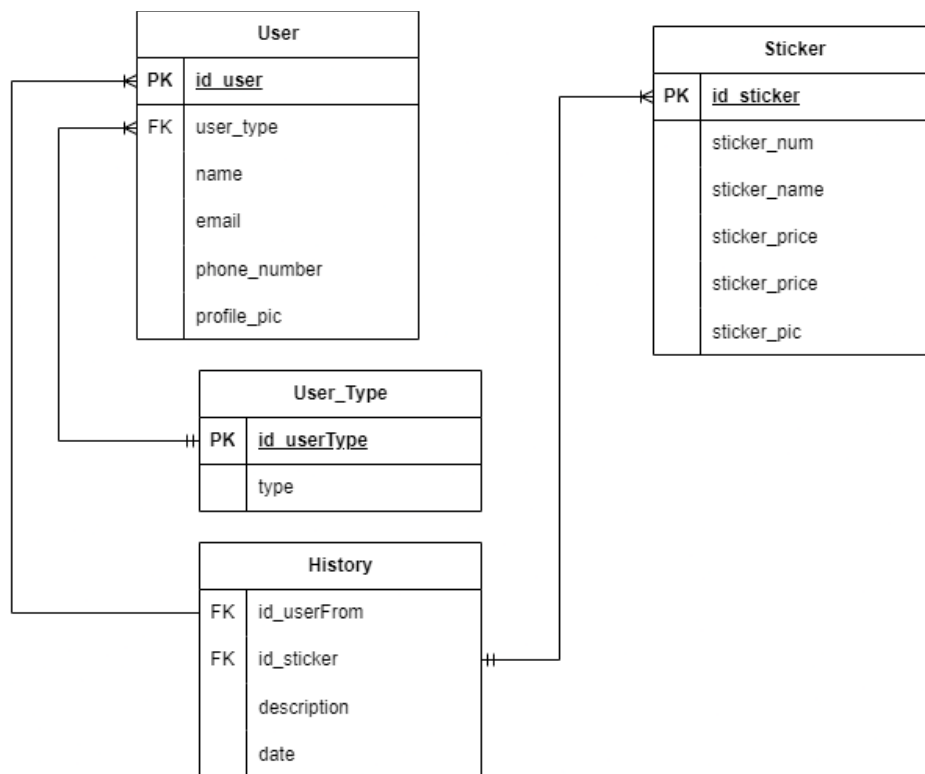 User
PK id_user
FK user_type
name
email
phone_number
profile_pic
Sticker
PK id_sticker
sticker_num
sticker_name
sticker_price
sticker_price
sticker_pic
User_Type
PK id_userType
type
History
FK id_userFrom
FK id_sticker
description
date